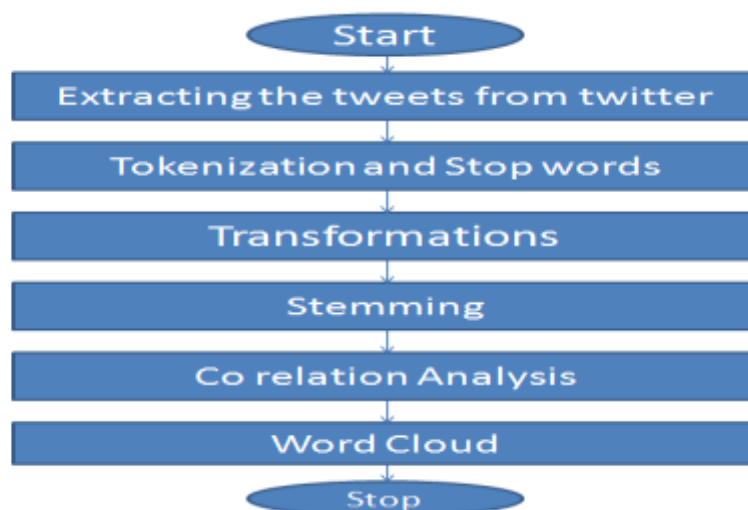 Start
Extracting the tweets from twitter
Tokenization and Stop words
Transformations
Stemming
Co relation Analysis
Word Cloud
Stop